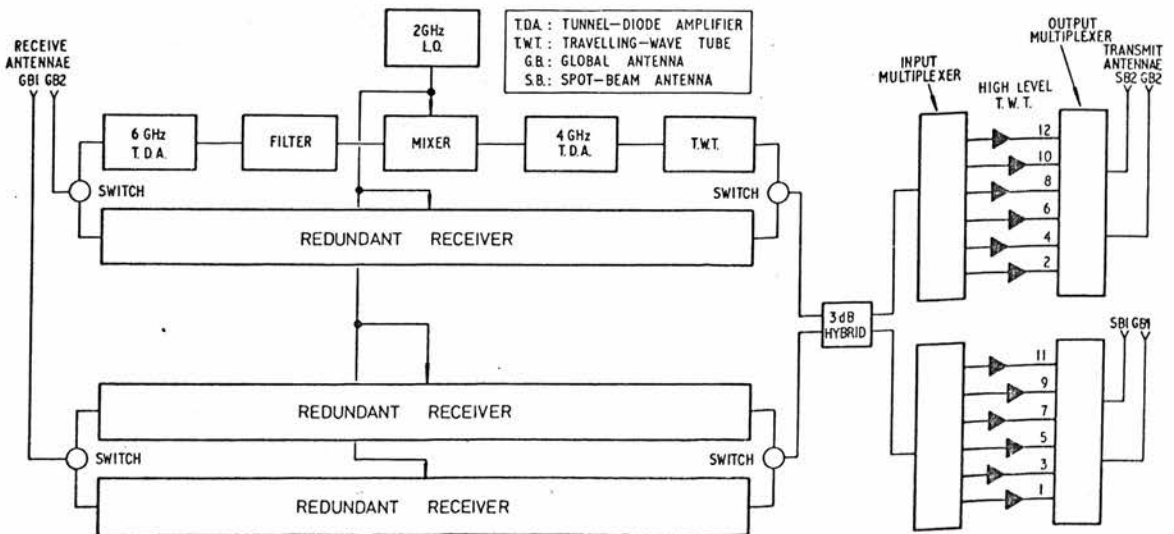 RECEIVE
ANTENNAE
GB1 GB2
2GHz
L.O.
T.D.A.: TUNNEL-DIODE AMPLIFIER
T.W.T.: TRAVELLING-WAVE TUBE
G.B.: GLOBAL ANTENNA
S.B.: SPOT-BEAM ANTENNA
OUTPUT
MULTIPLEXER
TRANSMIT
ANTENNAE
SB2 GB2
INPUT
MULTIPLEXER
HIGH LEVEL
T.W.T.
6 GHz
T.D.A.
FILTER
MIXER
4 GHz
T.D.A.
T.W.T.
SWITCH
SWITCH
REDUNDANT RECEIVER
12
10
8
6
4
2
3dB
HYBRID
SB1 GB1
REDUNDANT RECEIVER
SWITCH
SWITCH
REDUNDANT RECEIVER
11
9
7
5
3
1